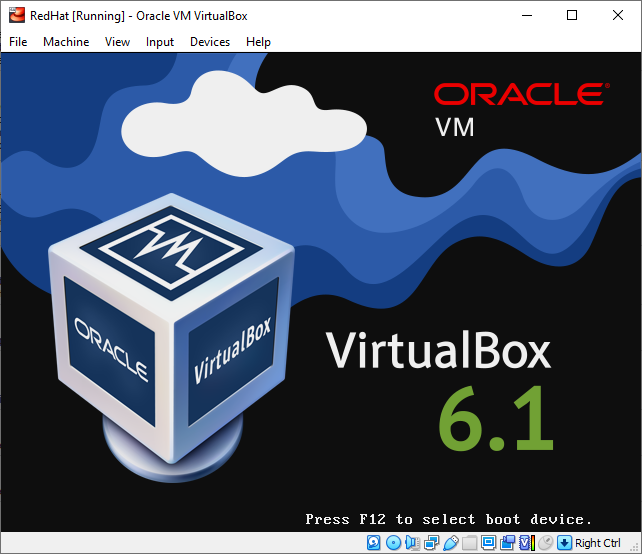 RedHat [Running] - Oracle VM VirtualBox
File Machine View Input Devices Help
ORACLE®
VM
ORACLE
VirtualBox
VirtualBox
6.1
Press F12 to select boot device.
Right Ctrl